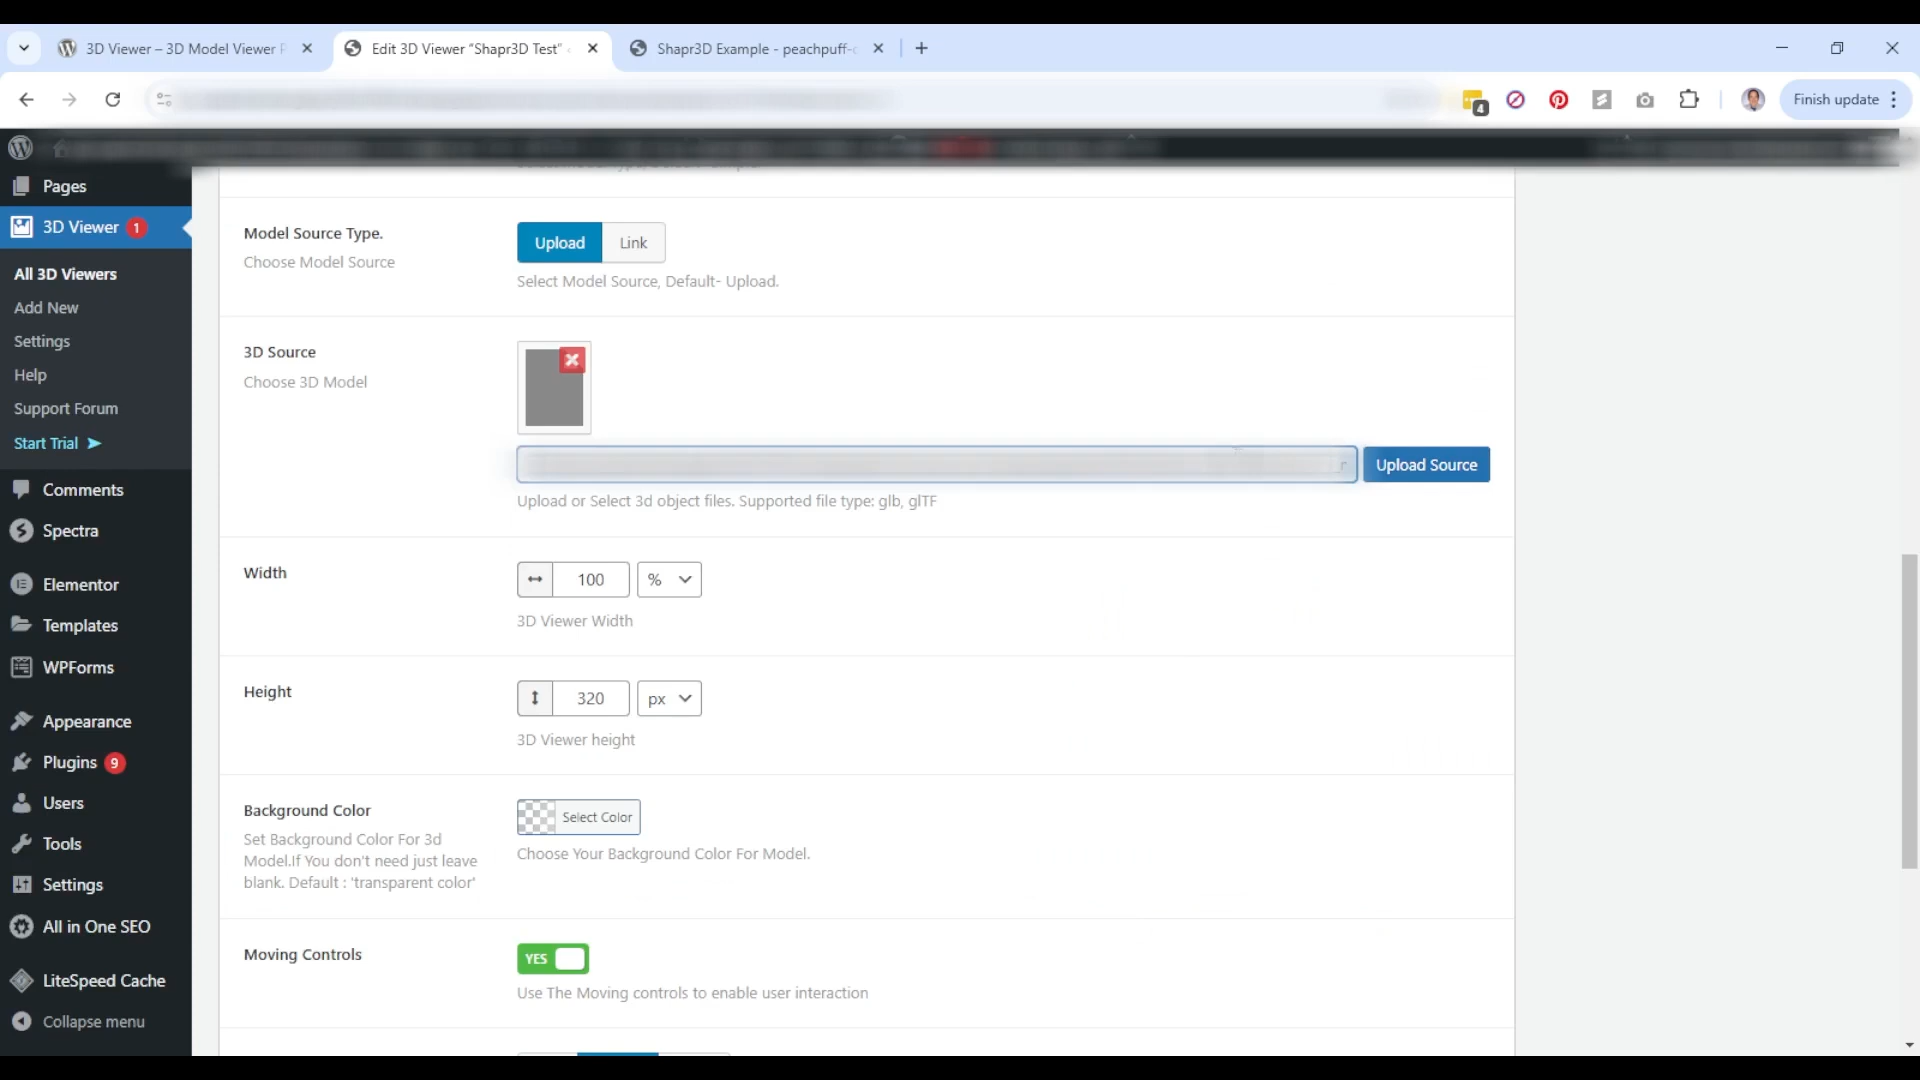 3D Viewer – 3D Model Viewer
Edit 3D Viewer "Shapr3D Test"
Shapr3D Example - peachpuff-
4
Finish update
Pages
3D Viewer 1
All 3D Viewers
Add New
Settings
Help
Support Forum
Start Trial ➤
Comments
Spectra
Elementor
Templates
WPForms
Appearance
Plugins 9
Users
Tools
Settings
All in One SEO
LiteSpeed Cache
Collapse menu
Model Source Type.
Choose Model Source
Upload
Link
Select Model Source, Default- Upload.
3D Source
Choose 3D Model
Upload Source
Upload or Select 3d object files. Supported file type: glb, glTF
Width
100
%
3D Viewer Width
Height
320
px
3D Viewer height
Background Color
Set Background Color For 3d
Model.If You don't need just leave
blank. Default : 'transparent color'
Select Color
Choose Your Background Color For Model.
Moving Controls
YES
Use The Moving controls to enable user interaction